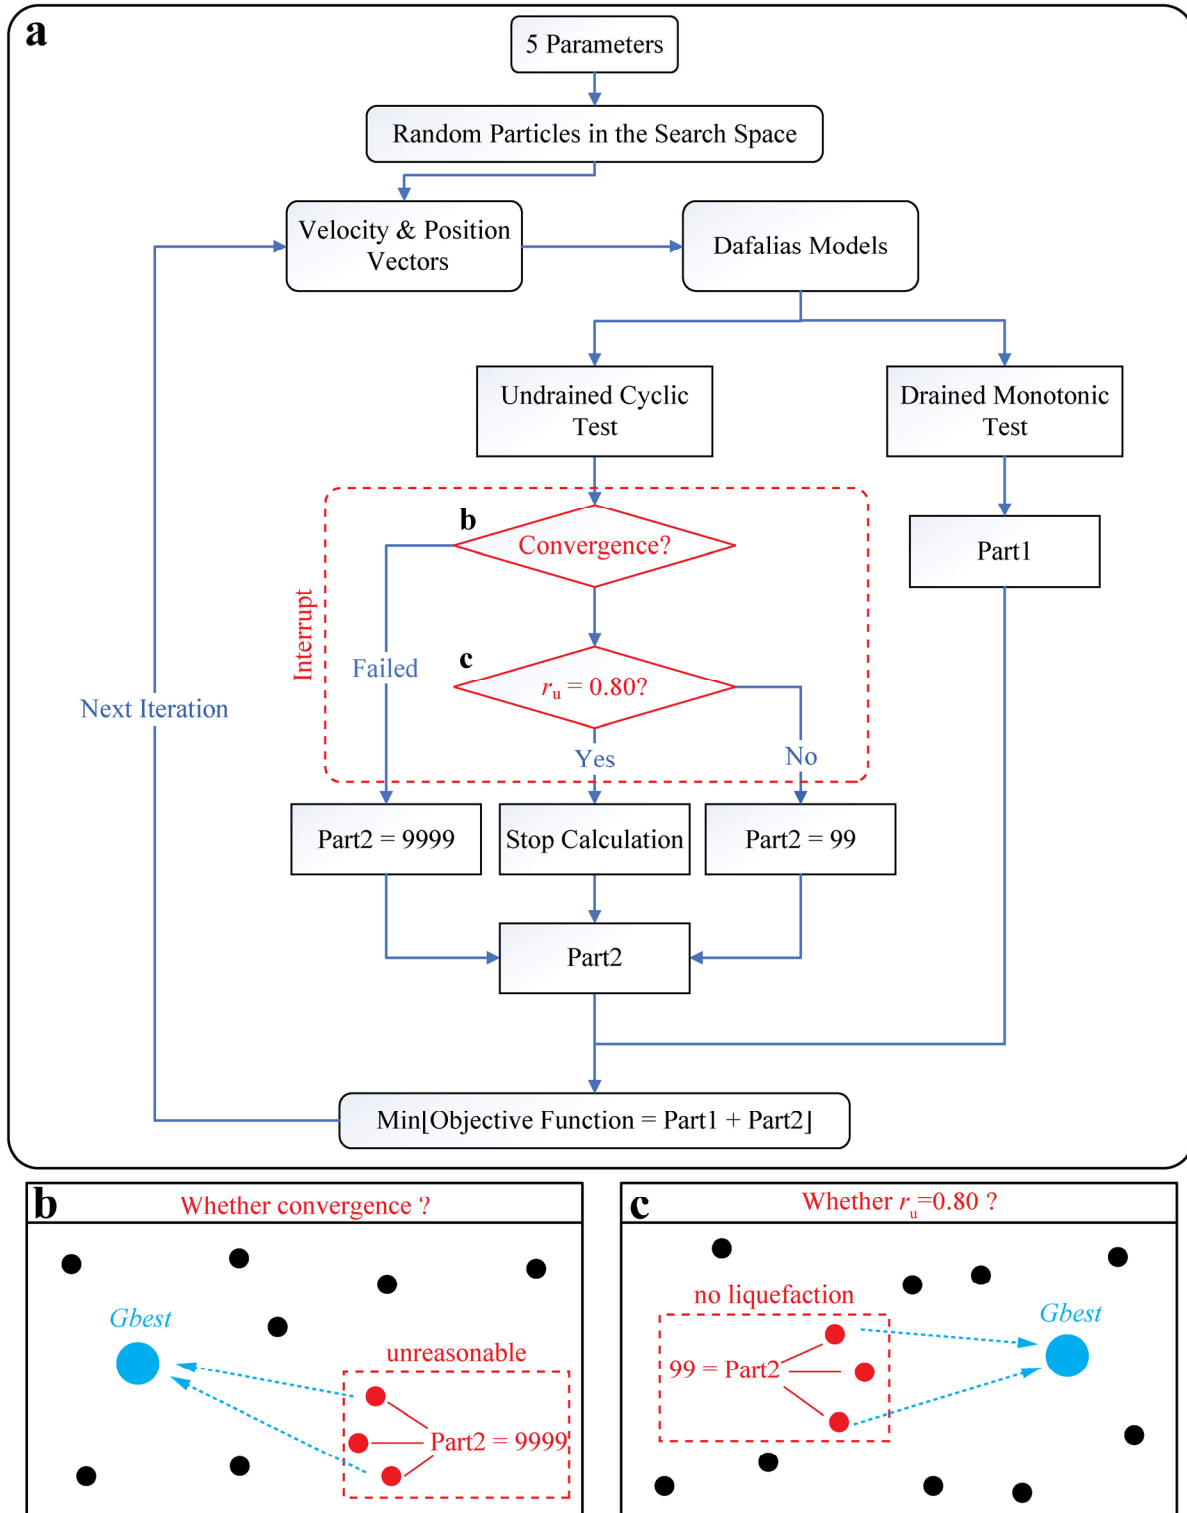 a
5 Parameters
Random Particles in the Search Space
Velocity & Position
Vectors
Dafalias Models
Undrained Cyclic
Test
Drained Monotonic
Test
b
Convergence?
Part1
Interrupt
Failed
c
r_u = 0.80?
Next Iteration
Yes
No
Part2 = 9999
Stop Calculation
Part2 = 99
Part2
Min[Objective Function = Part1 + Part2]
b
Whether convergence ?
Gbest
unreasonable
Part2 = 9999
c
Whether r_u=0.80 ?
no liquefaction
Gbest
99 = Part2